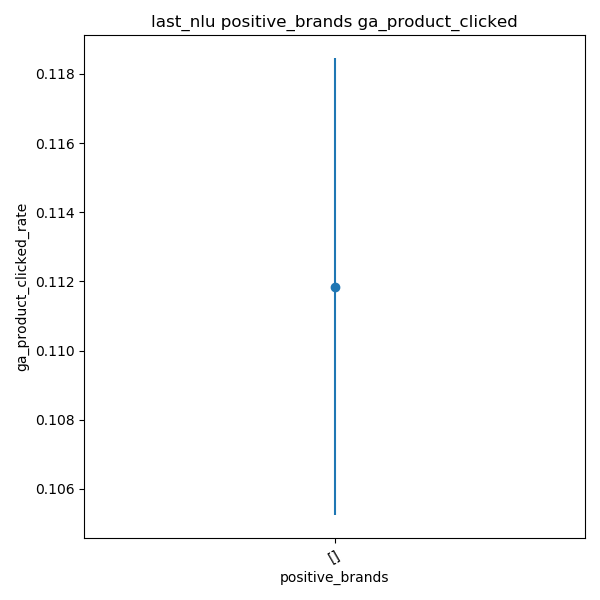 last_nlu positive_brands ga_product_clicked
0.118
0.116
0.114
0.112
0.110
0.108
0.106
ga_product_clicked_rate
[]
positive_brands